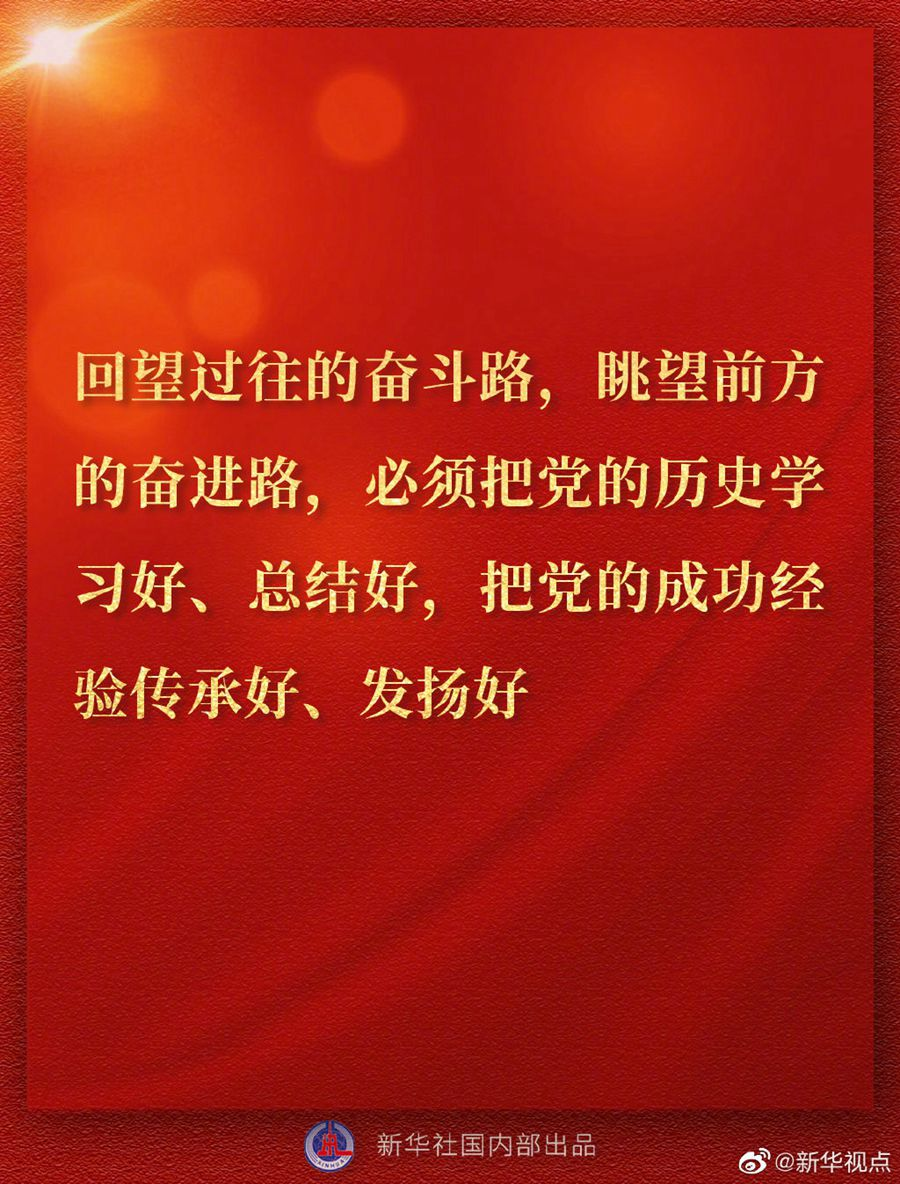 回望过往的奋斗路，眺望前方
的奋进路，必须把党的历史学
习好、总结好，把党的成功经
验传承好、发扬好
XINHUA
新华社国内部出品
@新华视点